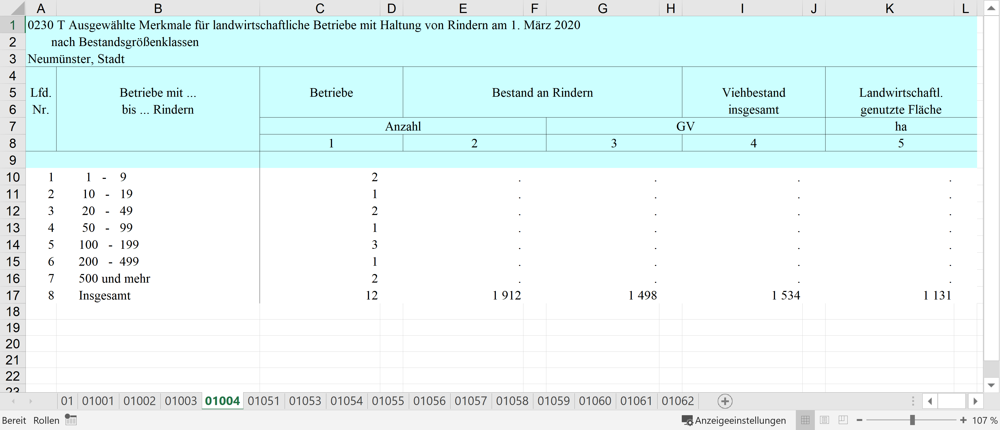 A B C D E F G H I J K L
1 0230 T Ausgewählte Merkmale für landwirtschaftliche Betriebe mit Haltung von Rindern am 1. März 2020
2 nach Bestandsgrößenklassen
3 Neumünster, Stadt
4
5 Lfd. Betriebe mit ... Betriebe Bestand an Rindern Viehbestand Landwirtschaftl.
6 Nr. bis ... Rindern insgesamt genutzte Fläche
7 Anzahl GV ha
8 1 2 3 4 5
9
10 1 1 - 9 2 . . . .
11 2 10 - 19 1 . . . .
12 3 20 - 49 2 . . . .
13 4 50 - 99 1 . . . .
14 5 100 - 199 3 . . . .
15 6 200 - 499 1 . . . .
16 7 500 und mehr 2 . . . .
17 8 Insgesamt 12 1 912 1 498 1 534 1 131
18
19
20
21
22
23
01 01001 01002 01003 01004 01051 01053 01054 01055 01056 01057 01058 01059 01060 01061 01062
Bereit Rollen Anzeigeeinstellungen 107 %